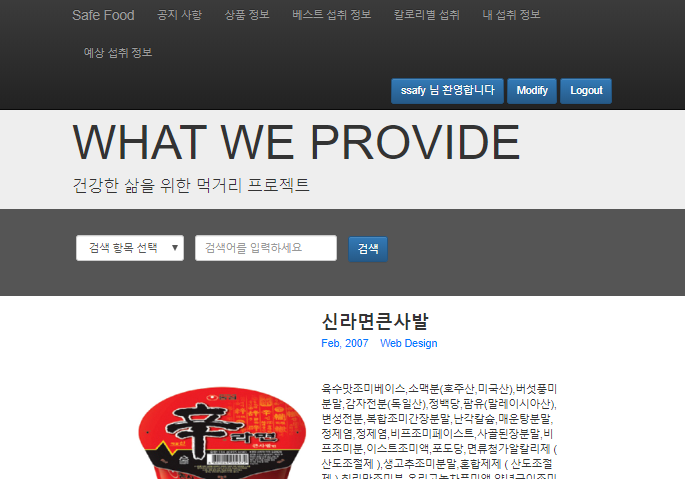 Safe Food 공지 사항 상품 정보 베스트 섭취 정보 칼로리별 섭취 내 섭취 정보
예상 섭취 정보
ssafy 님 환영합니다 Modify Logout
WHAT WE PROVIDE
건강한 삶을 위한 먹거리 프로젝트
검색 항목 선택 검색어를 입력하세요 검색
신라면큰사발
Feb, 2007 Web Design
육수맛조미베이스,소맥분(호주산,미국산),버섯풍미
분말,감자전분(독일산),정백당,팜유(말레이시아산),
변성전분,복합조미간장분말,난각칼슘,매운탕분말,
정제염,정제염,비프조미페이스트,사골된장분말,비
프조미분,이스트조미액,포도당,면류첨가알칼리제 (
산도조절제 ),생고추조미분말,혼합제제 ( 산도조절
농심
辛라면
큰사발면